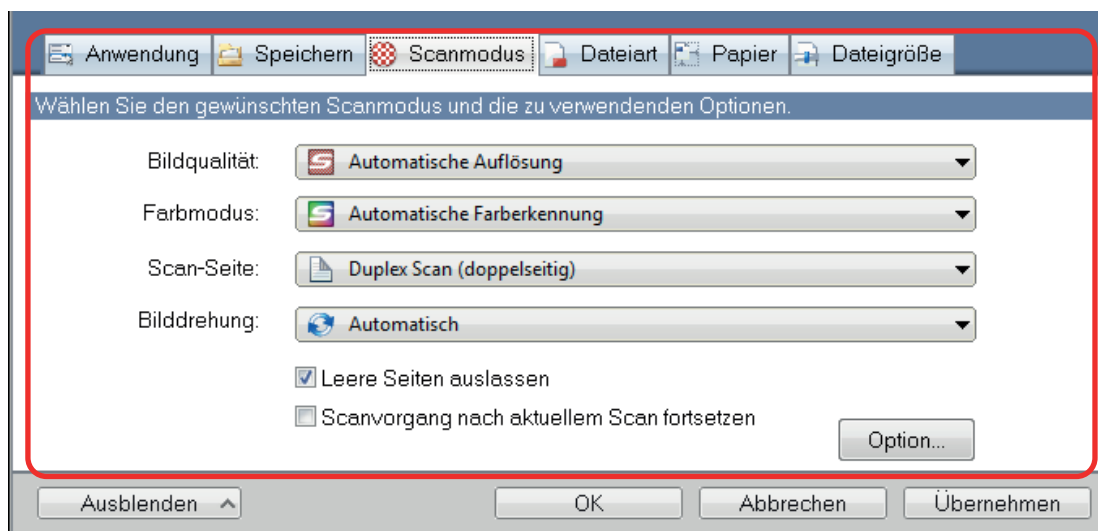 Anwendung Speichern Scanmodus Dateiart Papier Dateigröße
Wählen Sie den gewünschten Scanmodus und die zu verwendenden Optionen.
Bildqualität: Automatische Auflösung
Farbmodus: Automatische Farberkennung
Scan-Seite: Duplex Scan (doppelseitig)
Bilddrehung: Automatisch
Leere Seiten auslassen
Scanvorgang nach aktuellem Scan fortsetzen
Option...
Ausblenden OK Abbrechen Übernehmen